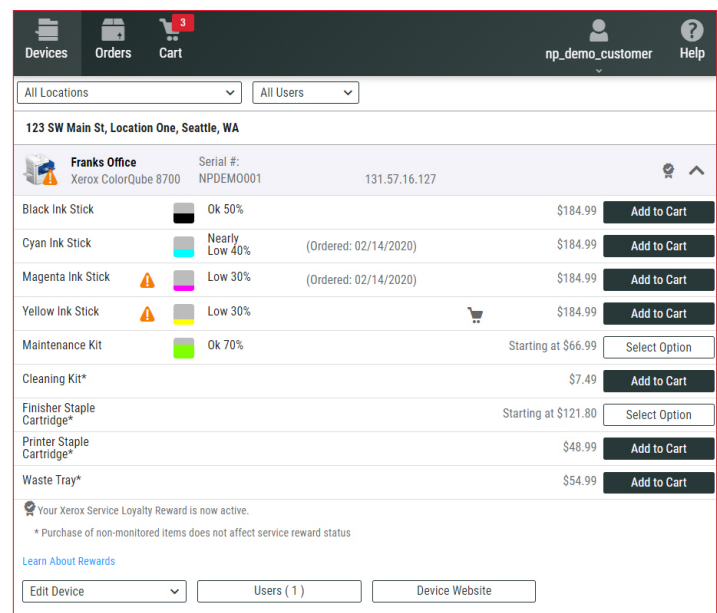 3
Devices Orders Cart np_demo_customer Help
All Locations All Users
123 SW Main St, Location One, Seattle, WA
Franks Office Serial #:
Xerox ColorQube 8700 NPDEMO001 131.57.16.127
Black Ink Stick Ok 50% $184.99 Add to Cart
Cyan Ink Stick Nearly
Low 40% (Ordered: 02/14/2020) $184.99 Add to Cart
Magenta Ink Stick Low 30% (Ordered: 02/14/2020) $184.99 Add to Cart
Yellow Ink Stick Low 30% $184.99 Add to Cart
Maintenance Kit Ok 70% Starting at $66.99 Select Option
Cleaning Kit* $7.49 Add to Cart
Finisher Staple
Cartridge* Starting at $121.80 Select Option
Printer Staple
Cartridge* $48.99 Add to Cart
Waste Tray* $54.99 Add to Cart
Your Xerox Service Loyalty Reward is now active.
* Purchase of non-monitored items does not affect service reward status
Learn About Rewards
Edit Device Users ( 1 ) Device Website